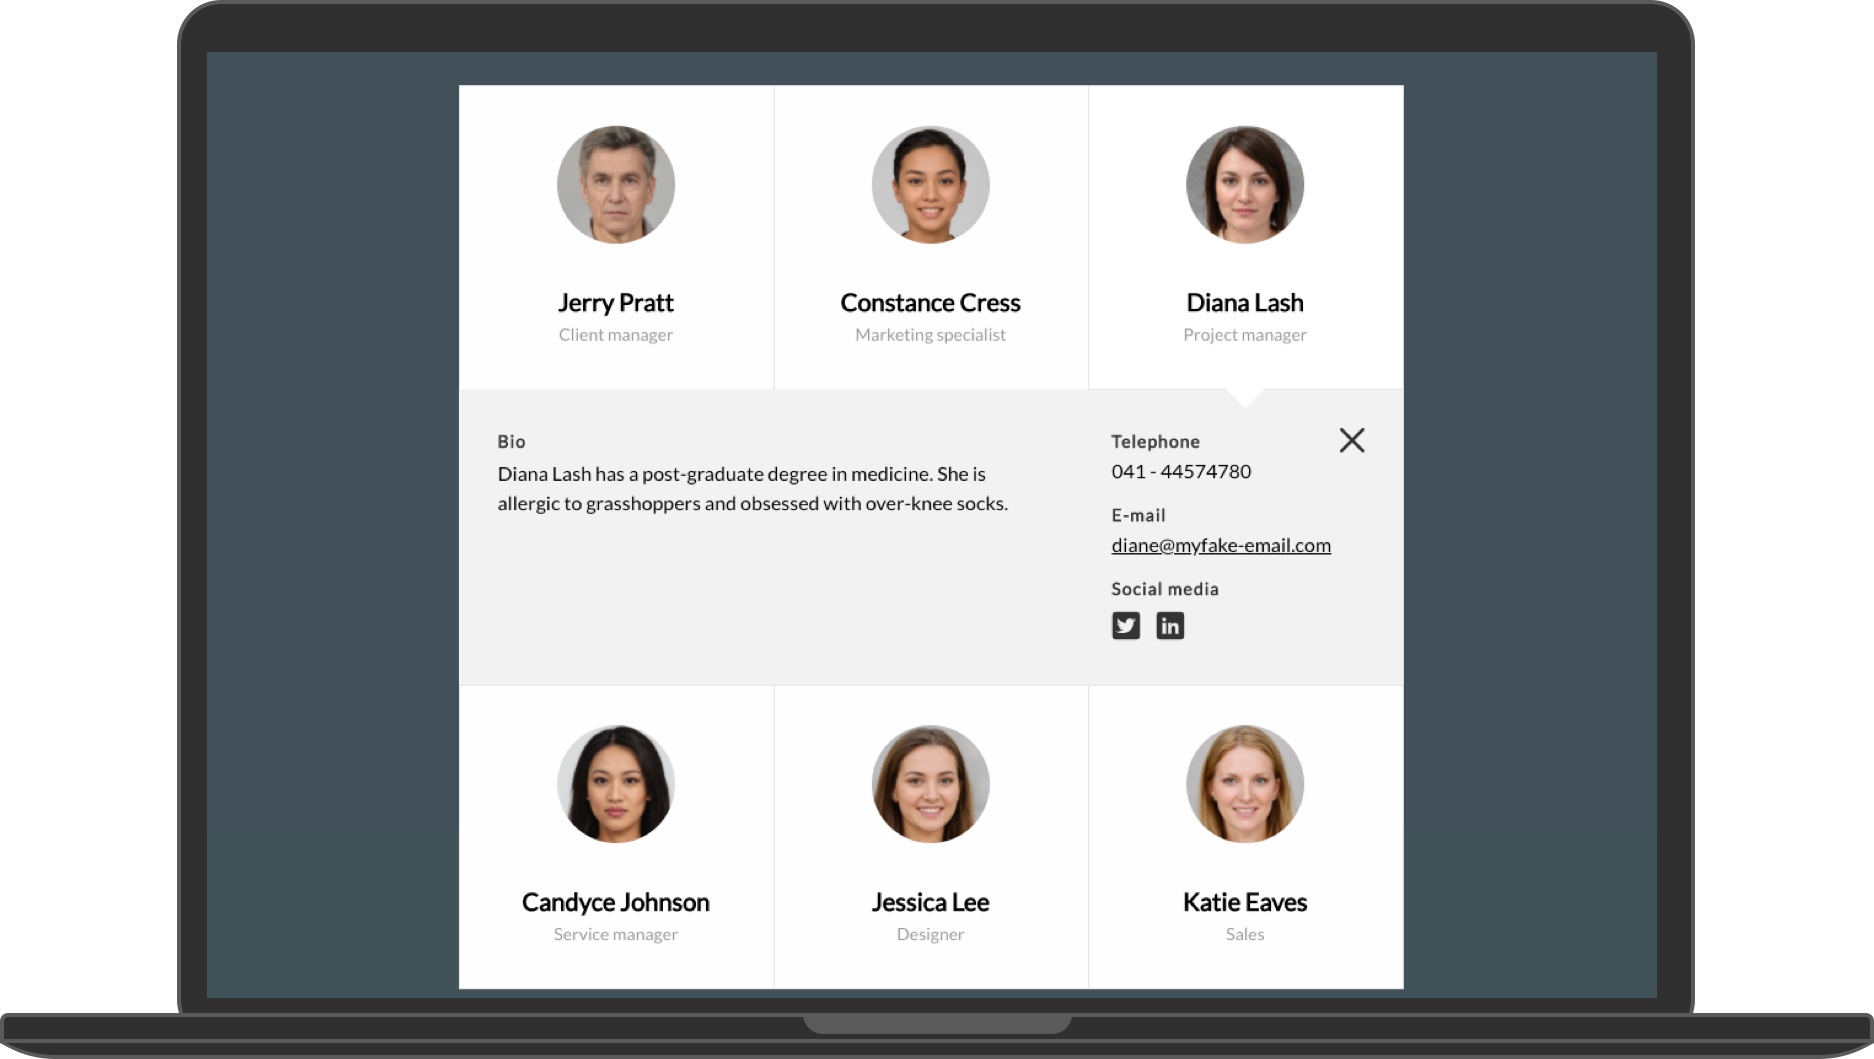 Jerry Pratt
Client manager
Constance Cress
Marketing specialist
Diana Lash
Project manager
Bio
Diana Lash has a post-graduate degree in medicine. She is
allergic to grasshoppers and obsessed with over-knee socks.
Telephone
041 - 44574780
E-mail
diane@myfake-email.com
Social media
in
Candyce Johnson
Service manager
Jessica Lee
Designer
Katie Eaves
Sales